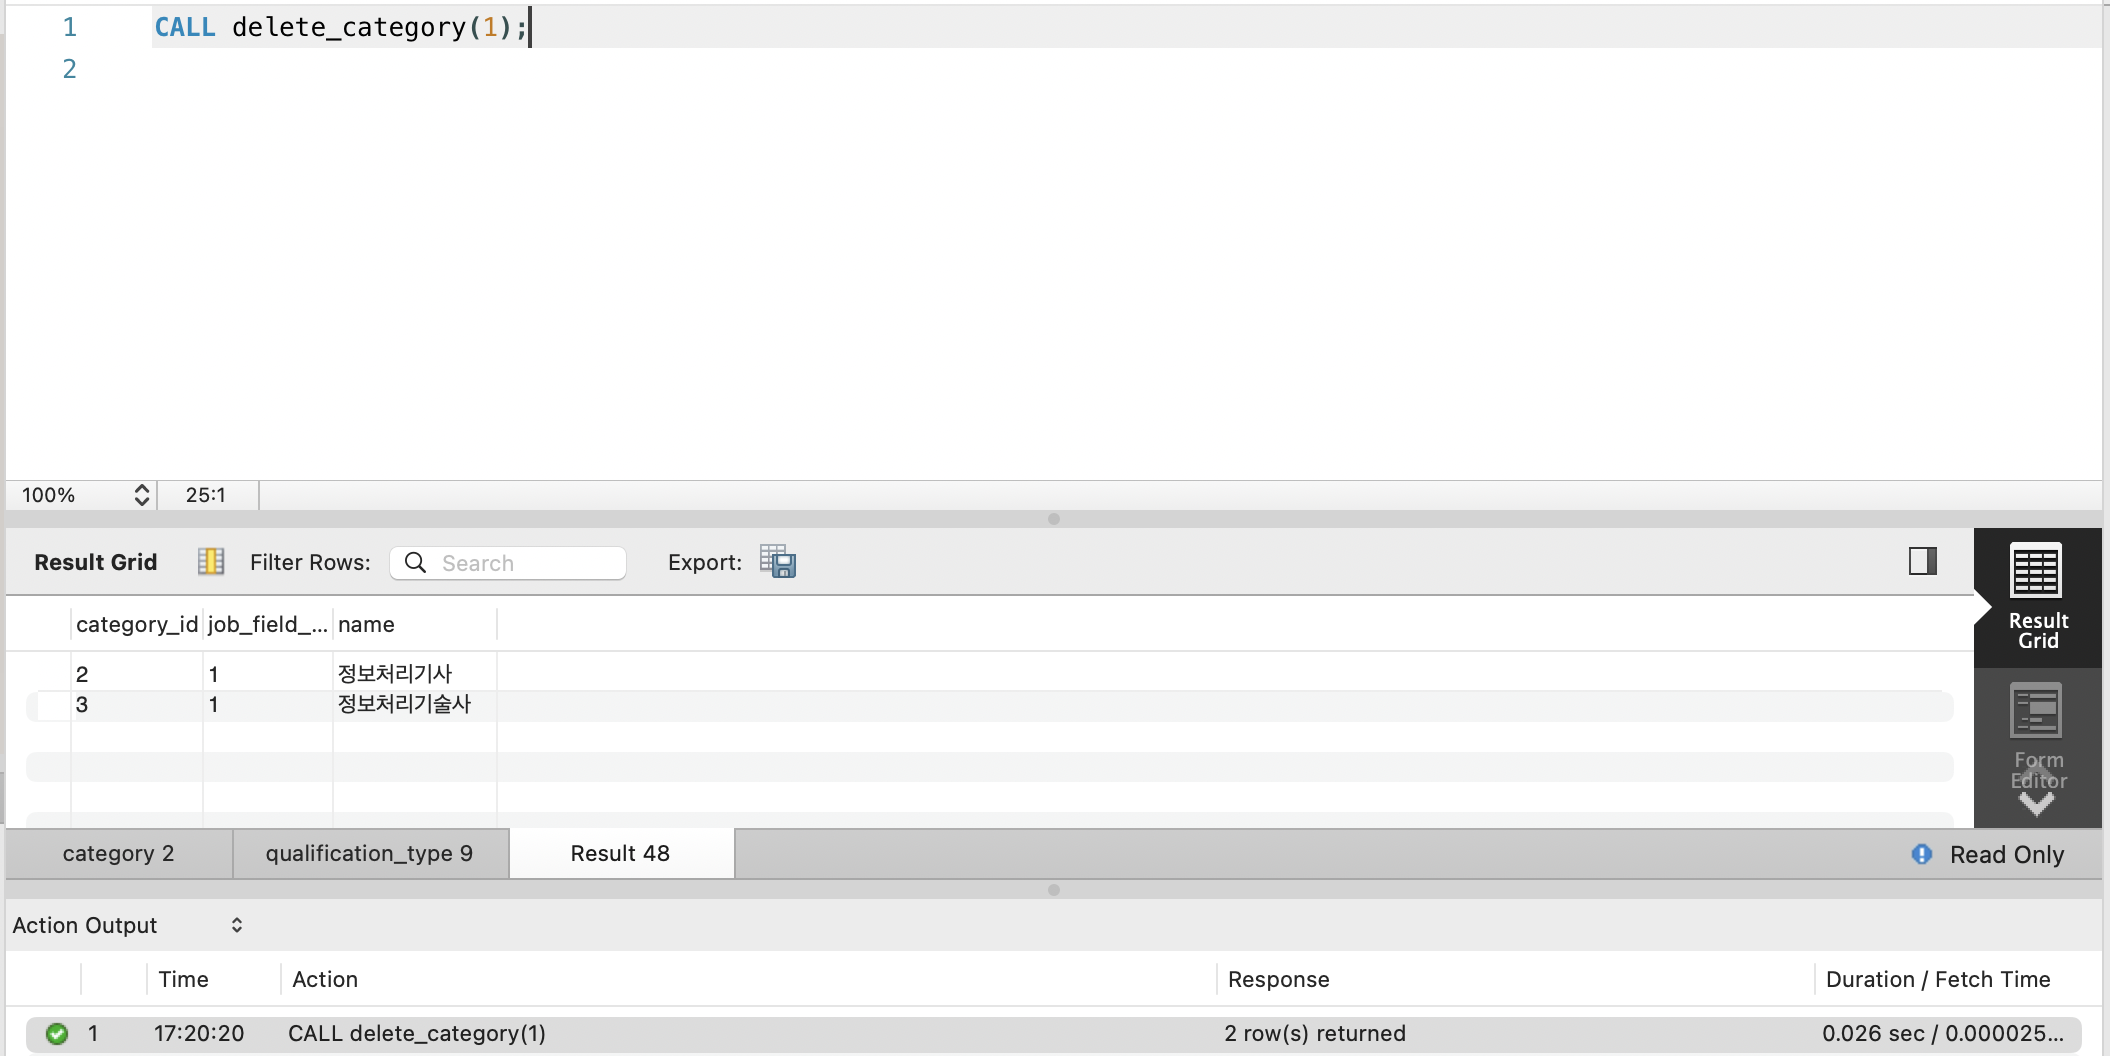 1 CALL delete_category(1);
2
100% 25:1
Result Grid Filter Rows: Search Export:
category_id job_field_... name
2 1 정보처리기사
3 1 정보처리기술사
Result
Grid
Form
Editor
category 2 qualification_type 9 Result 48 Read Only
Action Output
Time Action Response Duration / Fetch Time
1 17:20:20 CALL delete_category(1) 2 row(s) returned 0.026 sec / 0.000025...